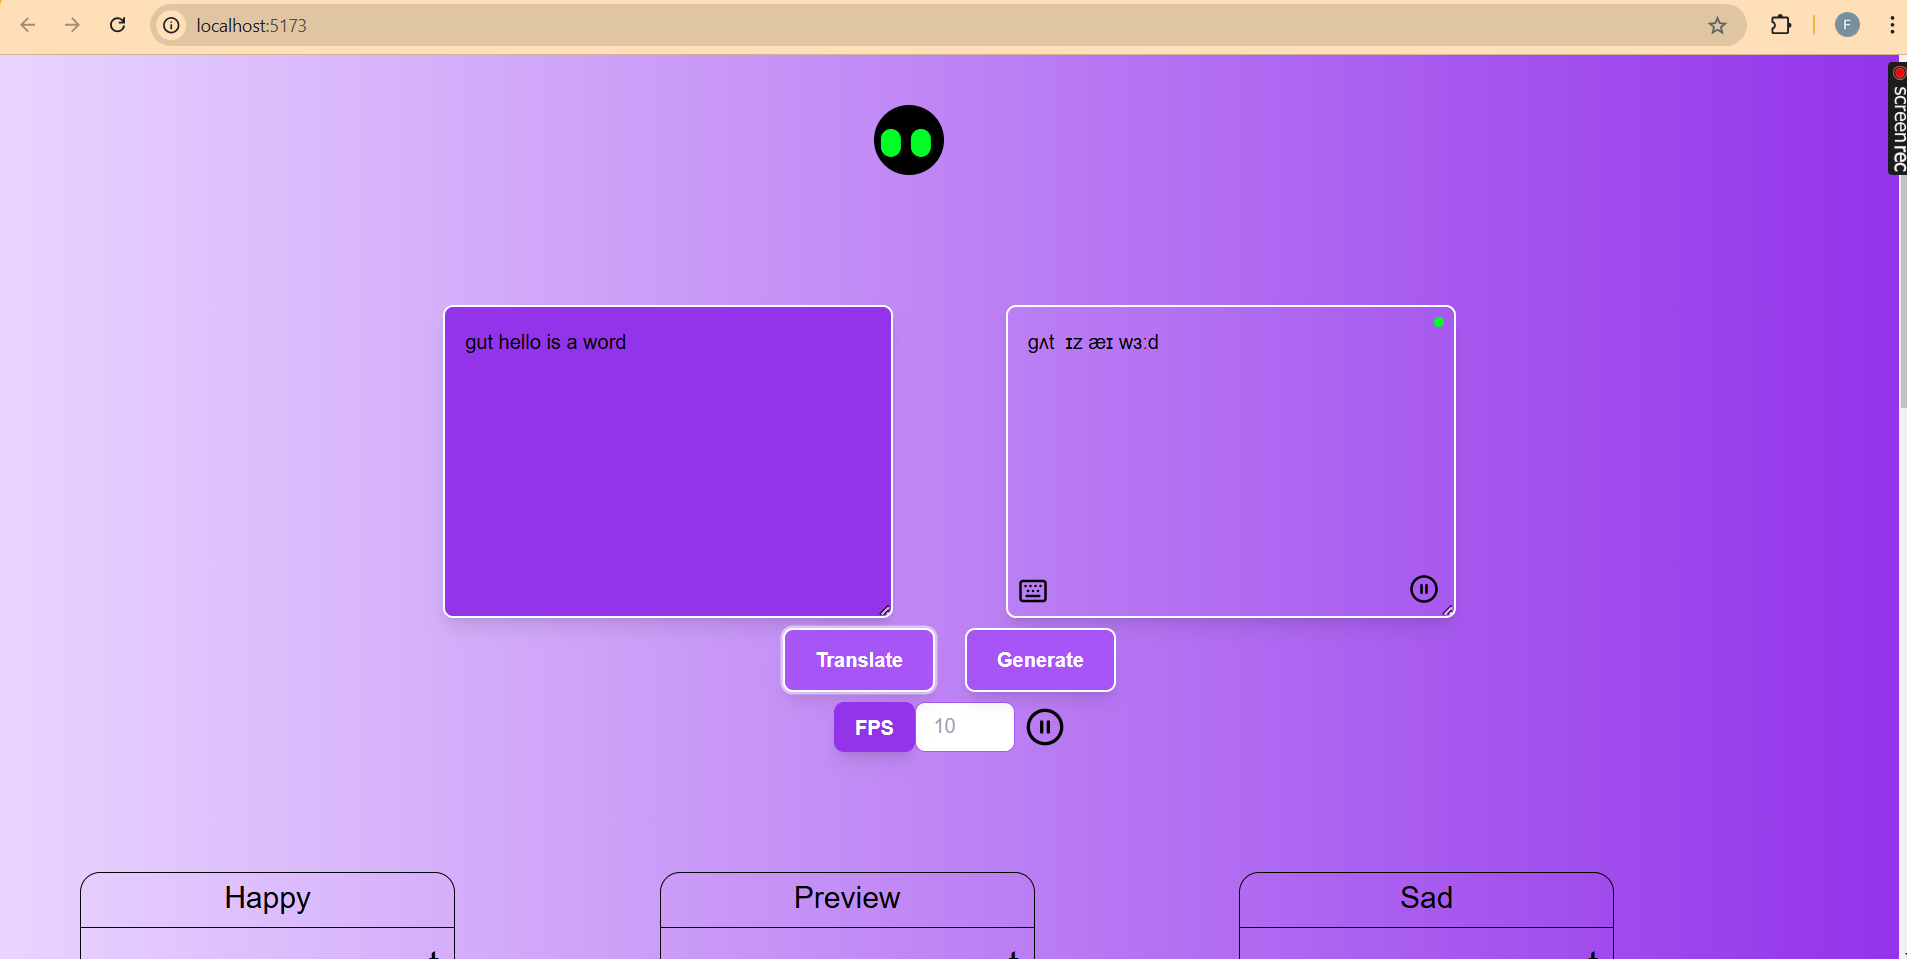 localhost:5173
F
screenrec
gut hello is a word
gʌt  ɪz æɪ wɜːd
Translate
Generate
FPS
10
Happy
Preview
Sad